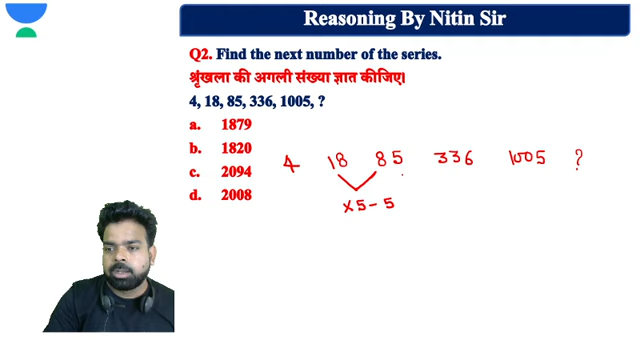 Reasoning By Nitin Sir
Q2. Find the next number of the series.
श्रृंखला की अगली संख्या ज्ञात कीजिए।
4, 18, 85, 336, 1005, ?
a. 1879
b. 1820
c. 2094
d. 2008
4 18 85 336 1005 ?
×5-5